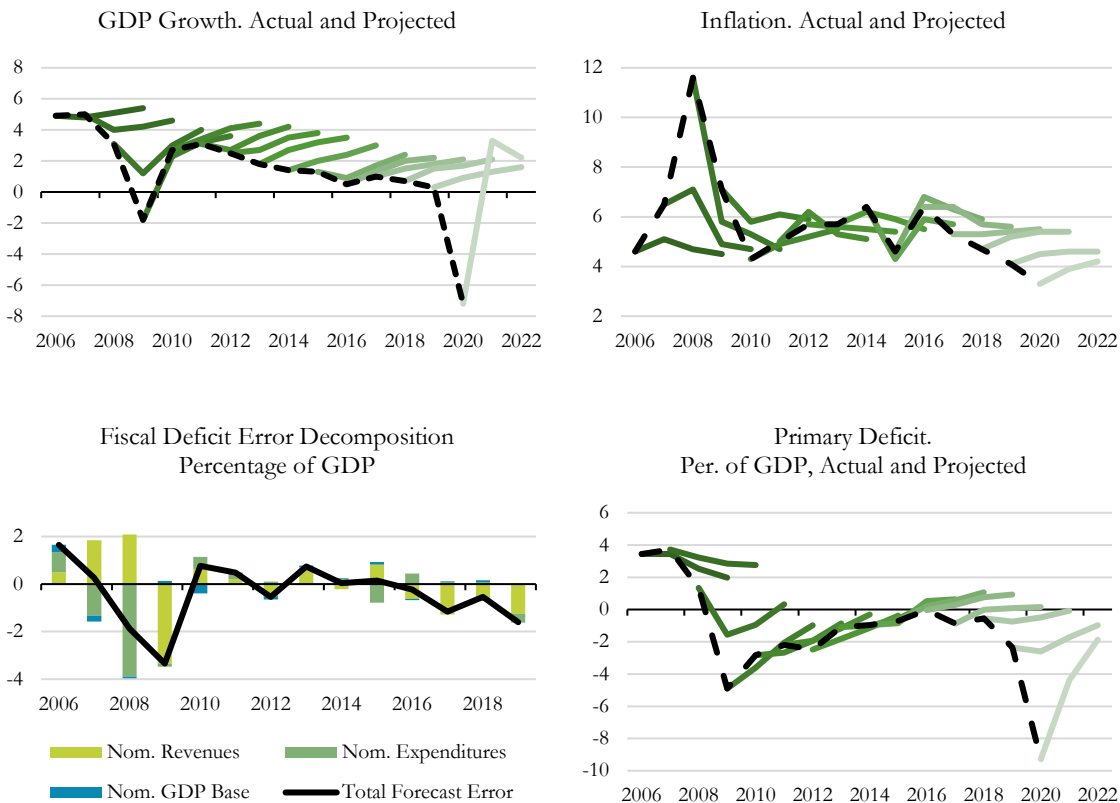 GDP Growth. Actual and Projected
8
6
4
2
0
-2
-4
-6
-8
2006 2008 2010 2012 2014 2016 2018 2020 2022
Inflation. Actual and Projected
12
10
8
6
4
2
2006 2008 2010 2012 2014 2016 2018 2020 2022
Fiscal Deficit Error Decomposition
Percentage of GDP
2
0
-2
-4
2006 2008 2010 2012 2014 2016 2018
Nom. Revenues Nom. Expenditures
Nom. GDP Base Total Forecast Error
Primary Deficit.
Per. of GDP, Actual and Projected
6
4
2
0
-2
-4
-6
-8
-10
2006 2008 2010 2012 2014 2016 2018 2020 2022